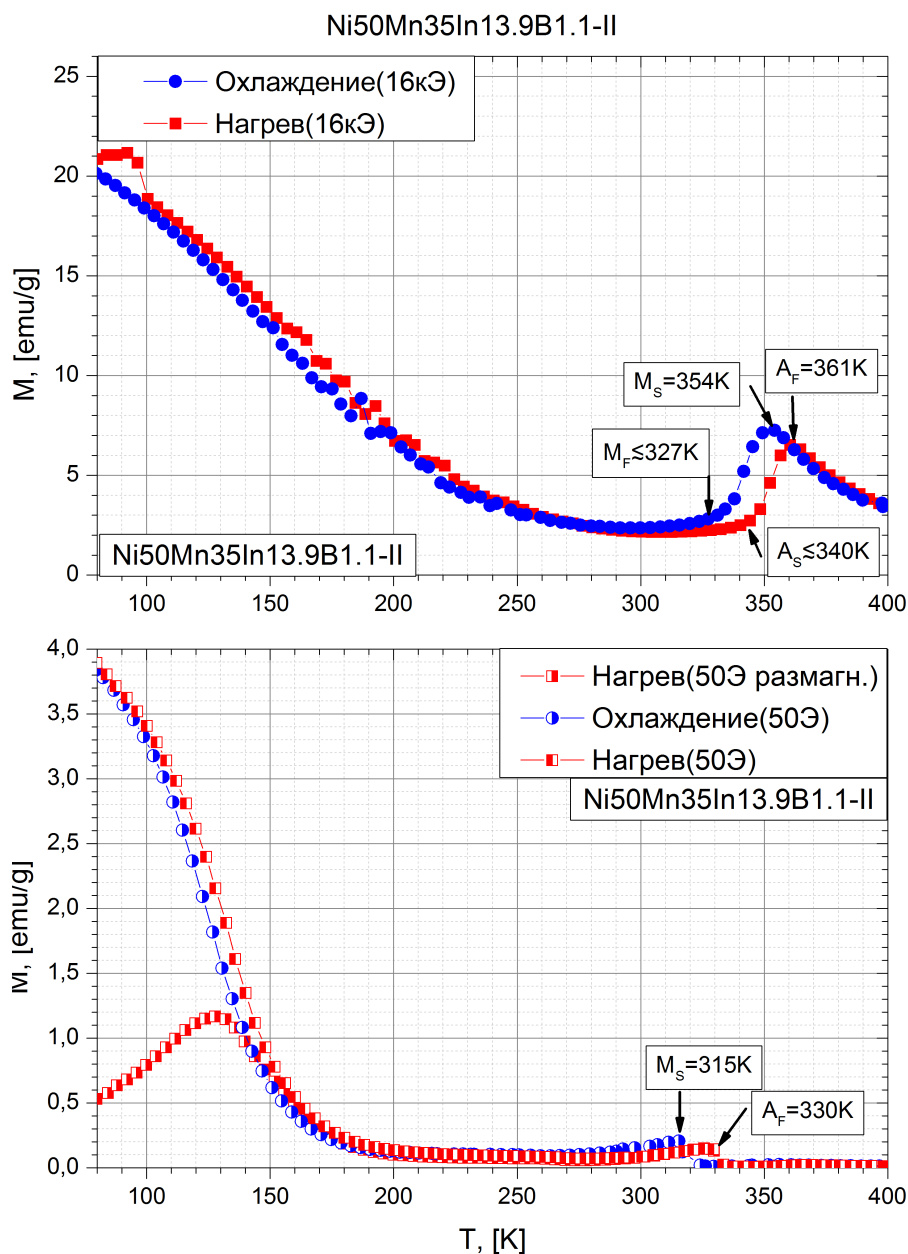 Ni50Mn35In13.9B1.1-II
Охлаждение(16кЭ)
Нагрев(16кЭ)
M, [emu/g]
25
20
15
10
5
0
M_S=354K
A_F=361K
M_F≤327K
A_S≤340K
Ni50Mn35In13.9B1.1-II
100 150 200 250 300 350 400
Нагрев(50Э размагн.)
Охлаждение(50Э)
Нагрев(50Э)
Ni50Mn35In13.9B1.1-II
M, [emu/g]
4,0
3,5
3,0
2,5
2,0
1,5
1,0
0,5
0,0
M_S=315K
A_F=330K
100 150 200 250 300 350 400
T, [K]